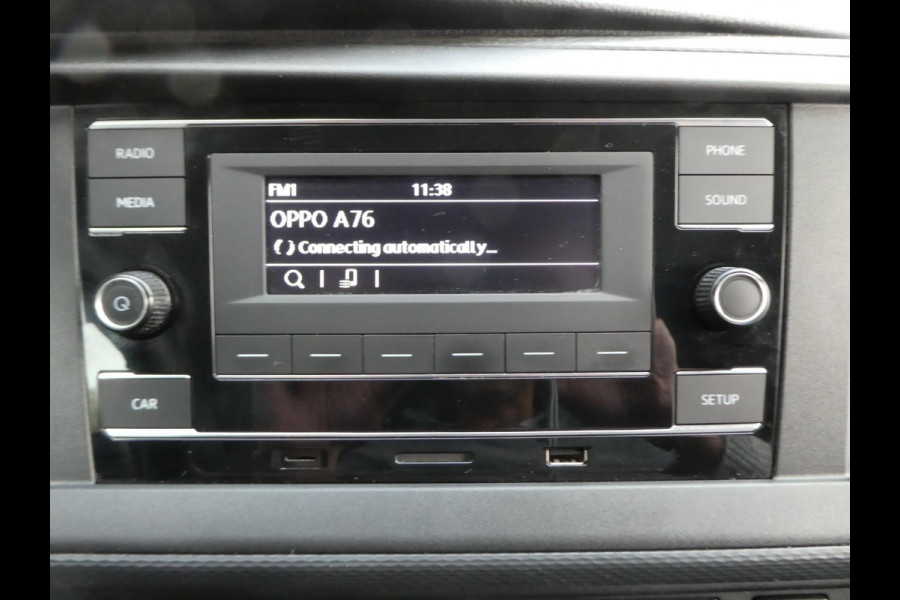 RADIO
PHONE
MEDIA
SOUND
FM1 11:38
OPPO A76
( ) Connecting automatically...
CAR
SETUP